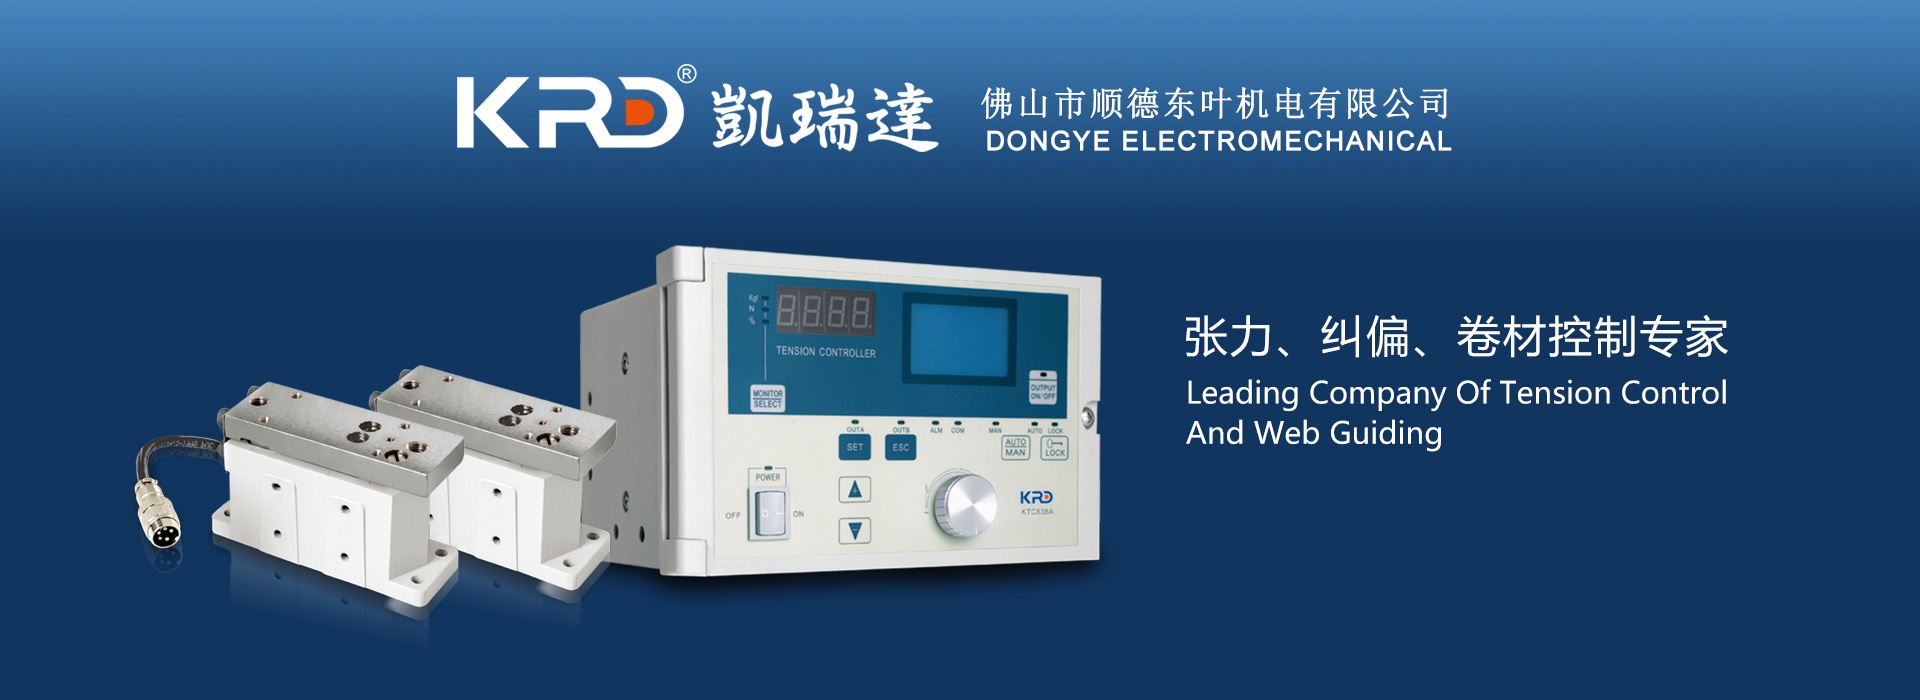 KRD® 凱瑞達
佛山市顺德东叶机电有限公司
DONGYE ELECTROMECHANICAL
张力、纠偏、卷材控制专家
Leading Company Of Tension Control
And Web Guiding
Kgf
N
%
TENSION CONTROLLER
MONITOR
SELECT
OUTPUT
ON/OFF
OUTA OUTB ALM COM MAN AUTO LOCK
SET ESC AUTO
MAN LOCK
POWER
OFF ON
KRD
KTC838A